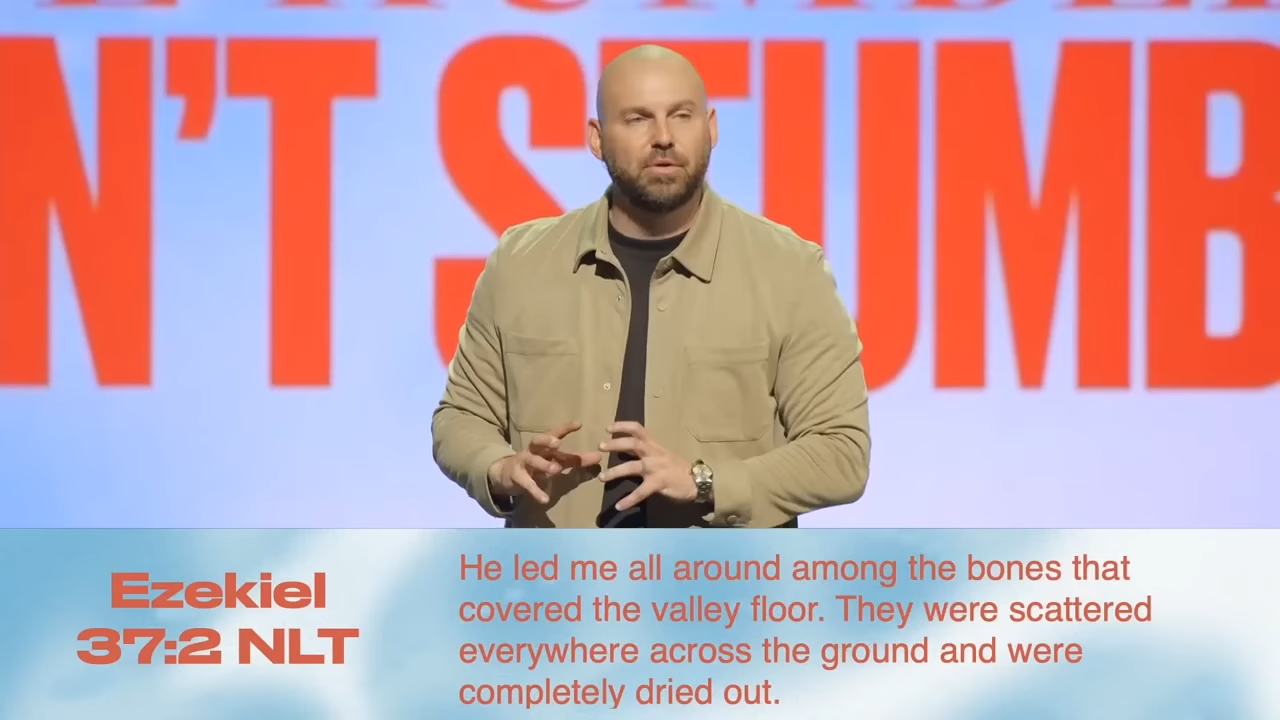 N'T STUMB
Ezekiel
37:2 NLT
He led me all around among the bones that
covered the valley floor. They were scattered
everywhere across the ground and were
completely dried out.